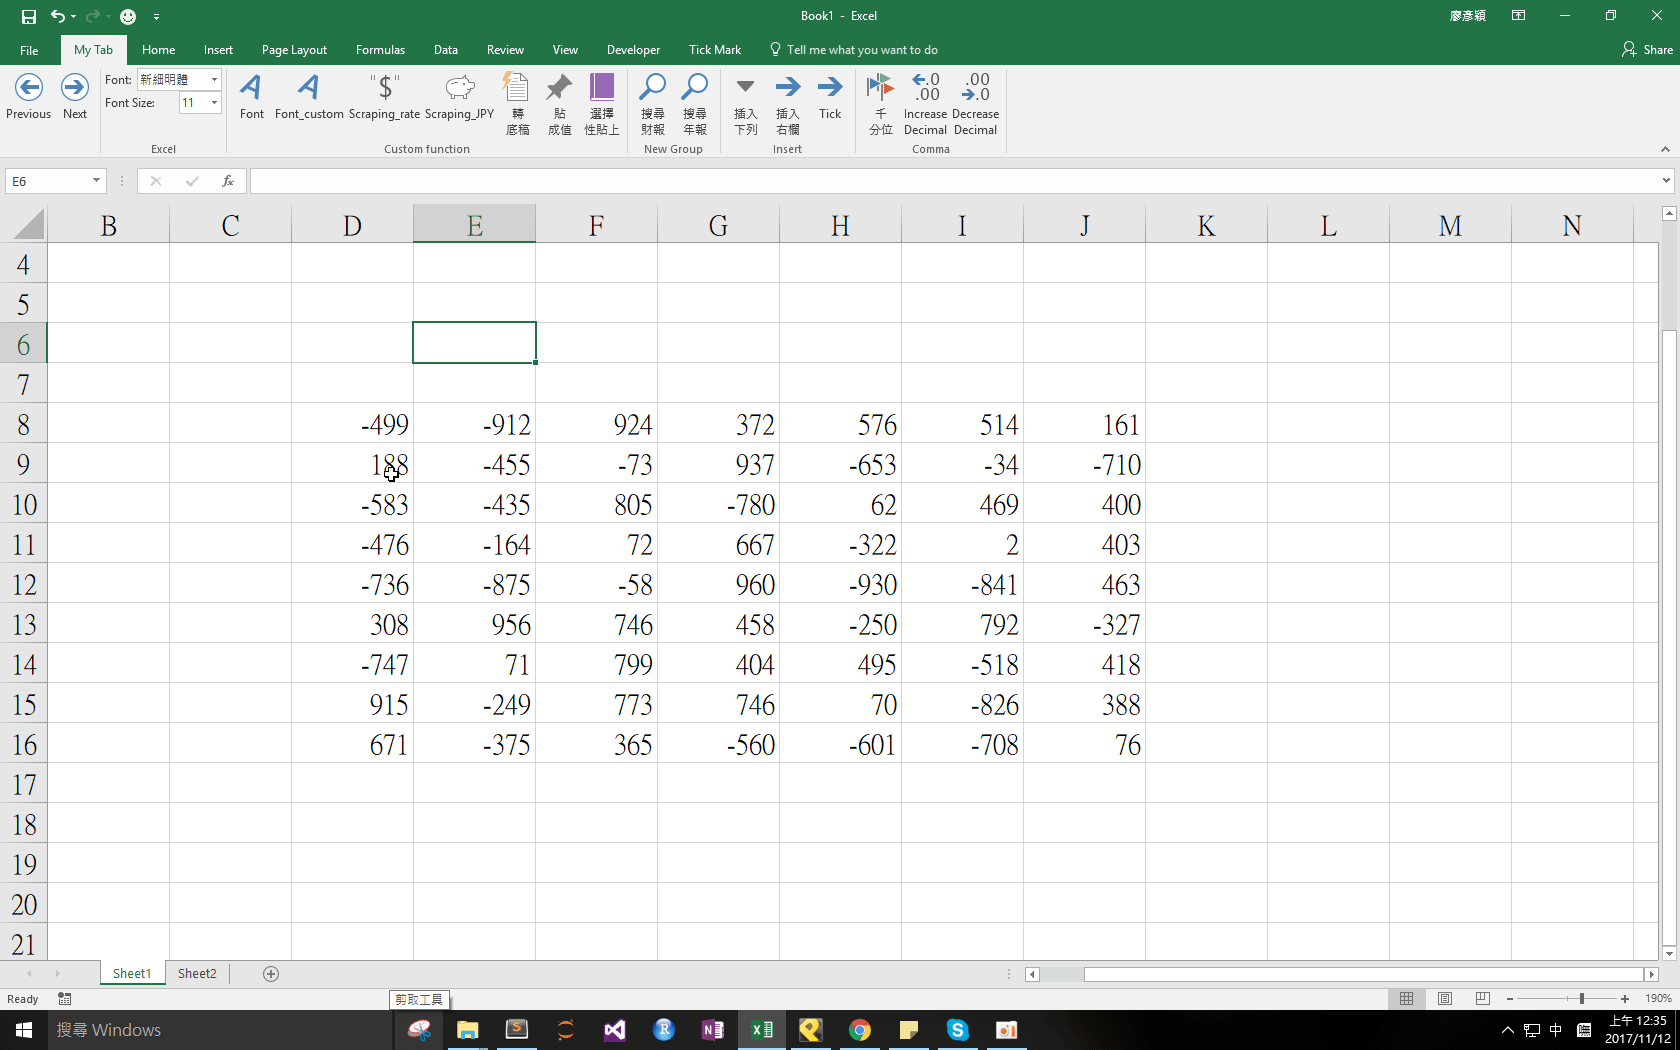 Book1 - Excel
廖彥穎
File My Tab Home Insert Page Layout Formulas Data Review View Developer Tick Mark Tell me what you want to do Share
Previous
Next
Font: 新細明體
Font Size: 11
Excel
Font
Font_custom
Scraping_rate
Scraping_JPY
轉
底稿
貼
成值
選擇
性貼上
Custom function
搜尋
財報
搜尋
年報
New Group
插入
下列
插入
右欄
Tick
Insert
千
分位
Increase
Decimal
Decrease
Decimal
Comma
E6 fx
B C D E F G H I J K L M N
4
5
6
7
8 -499 -912 924 372 576 514 161
9 188 -455 -73 937 -653 -34 -710
10 -583 -435 805 -780 62 469 400
11 -476 -164 72 667 -322 2 403
12 -736 -875 -58 960 -930 -841 463
13 308 956 746 458 -250 792 -327
14 -747 71 799 404 495 -518 418
15 915 -249 773 746 70 -826 388
16 671 -375 365 -560 -601 -708 76
17
18
19
20
21
Sheet1 Sheet2
Ready 剪取工具 190%
搜尋 Windows
中
上午 12:35
2017/11/12